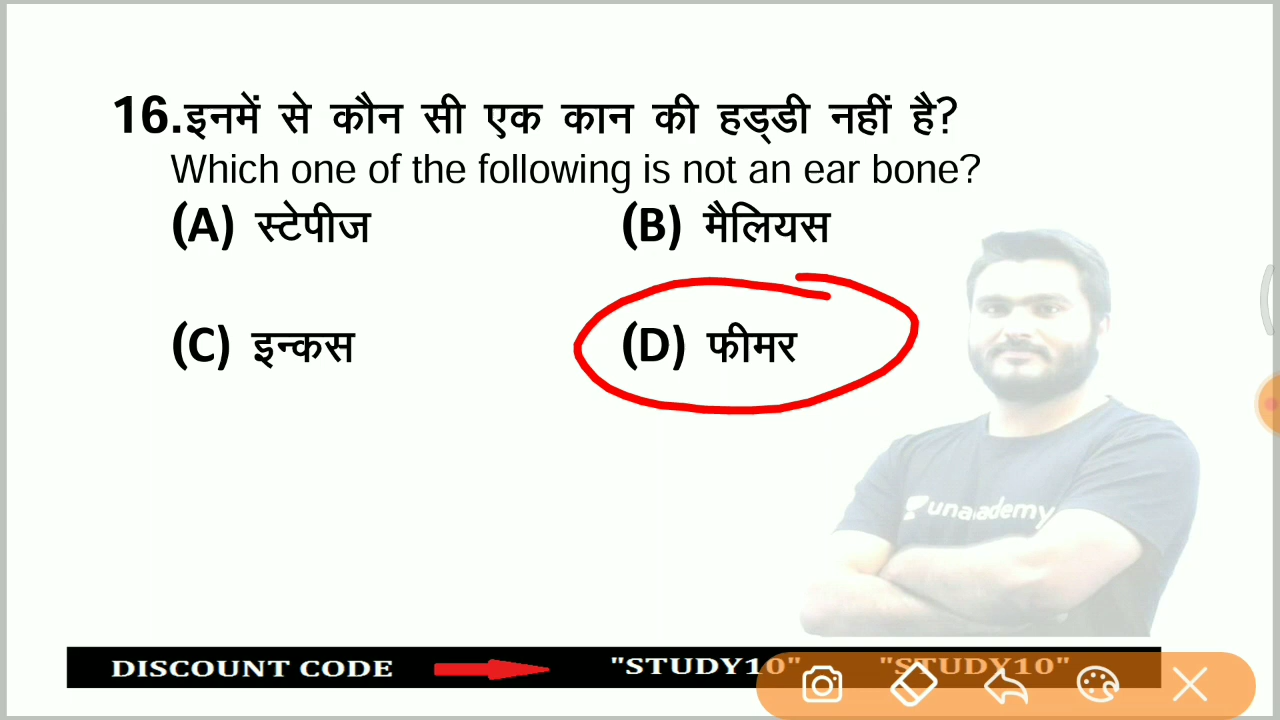 16.इनमें से कौन सी एक कान की हड्डी नहीं है?
Which one of the following is not an ear bone?
(A) स्टेपीज (B) मैलियस
(C) इन्कस (D) फीमर
unacademy
DISCOUNT CODE "STUDY10" "STUDY10"